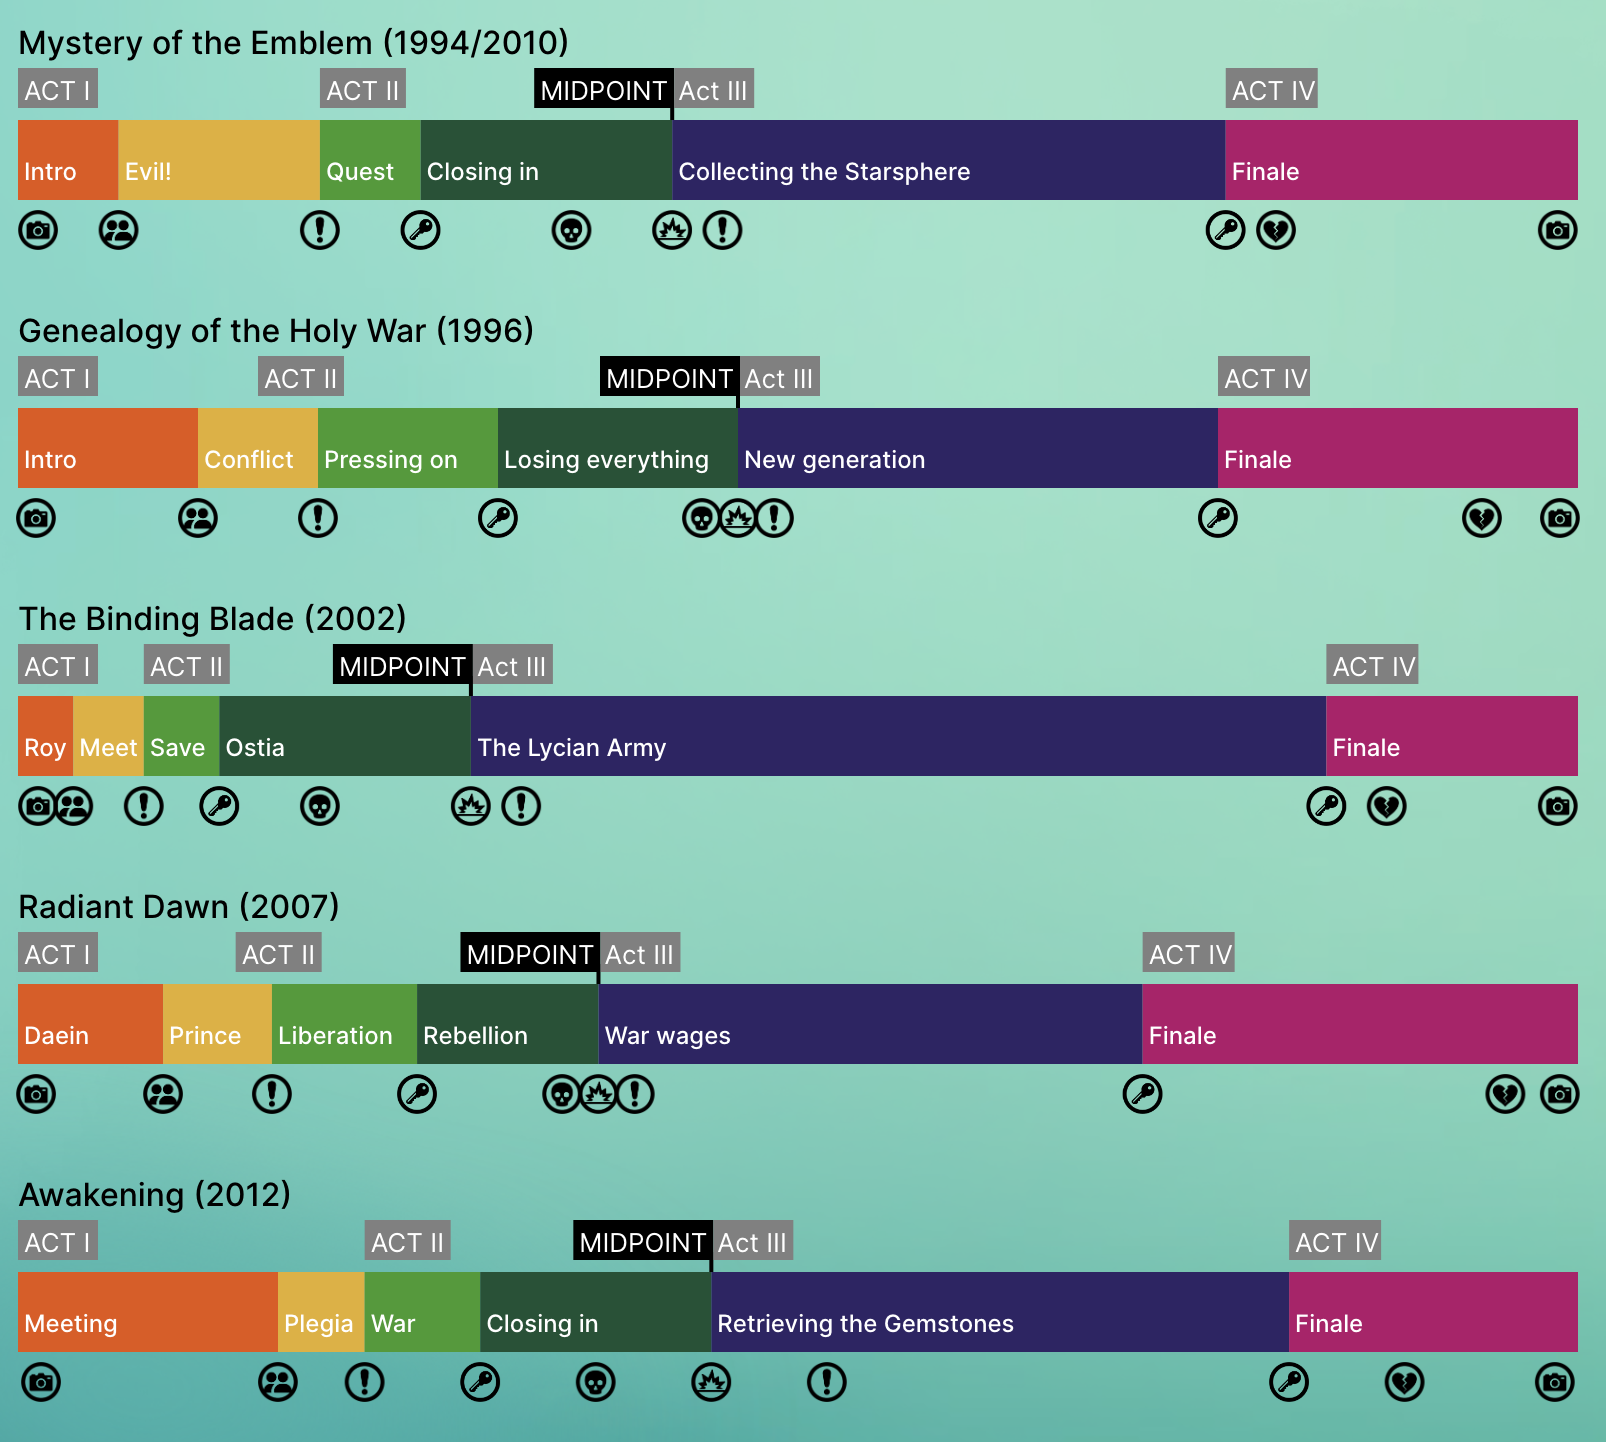 Mystery of the Emblem (1994/2010)
ACT I ACT II MIDPOINT Act III ACT IV
Intro Evil! Quest Closing in Collecting the Starsphere Finale
Genealogy of the Holy War (1996)
ACT I ACT II MIDPOINT Act III ACT IV
Intro Conflict Pressing on Losing everything New generation Finale
The Binding Blade (2002)
ACT I ACT II MIDPOINT Act III ACT IV
Roy Meet Save Ostia The Lycian Army Finale
Radiant Dawn (2007)
ACT I ACT II MIDPOINT Act III ACT IV
Daein Prince Liberation Rebellion War wages Finale
Awakening (2012)
ACT I ACT II MIDPOINT Act III ACT IV
Meeting Plegia War Closing in Retrieving the Gemstones Finale